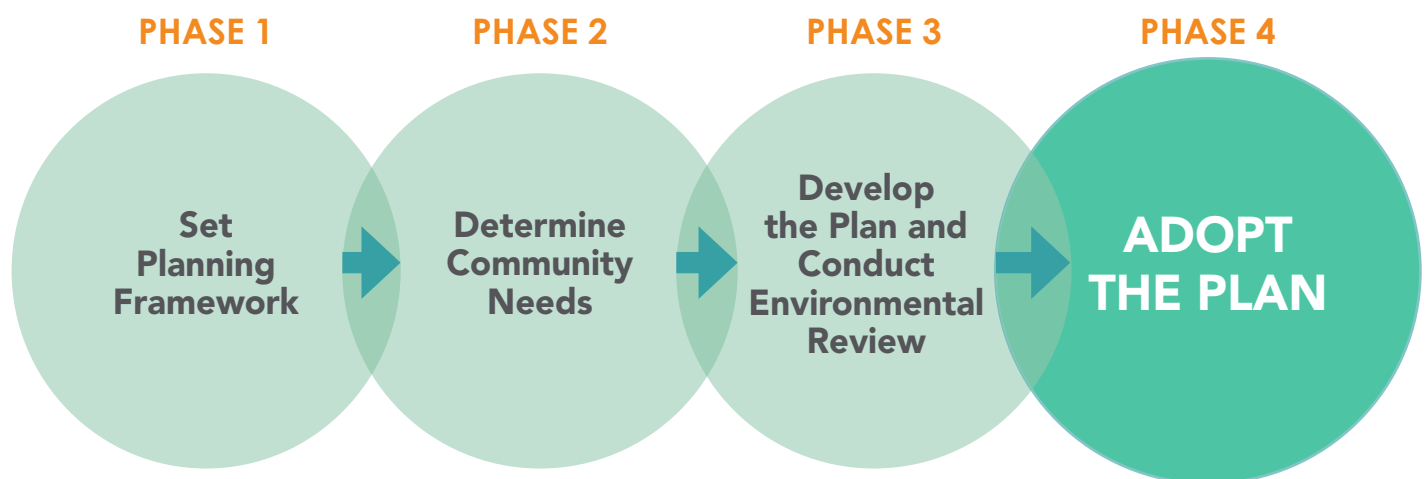 PHASE 1
PHASE 2
PHASE 3
PHASE 4
Set
Planning
Framework
Determine
Community
Needs
Develop
the Plan and
Conduct
Environmental
Review
ADOPT
THE PLAN